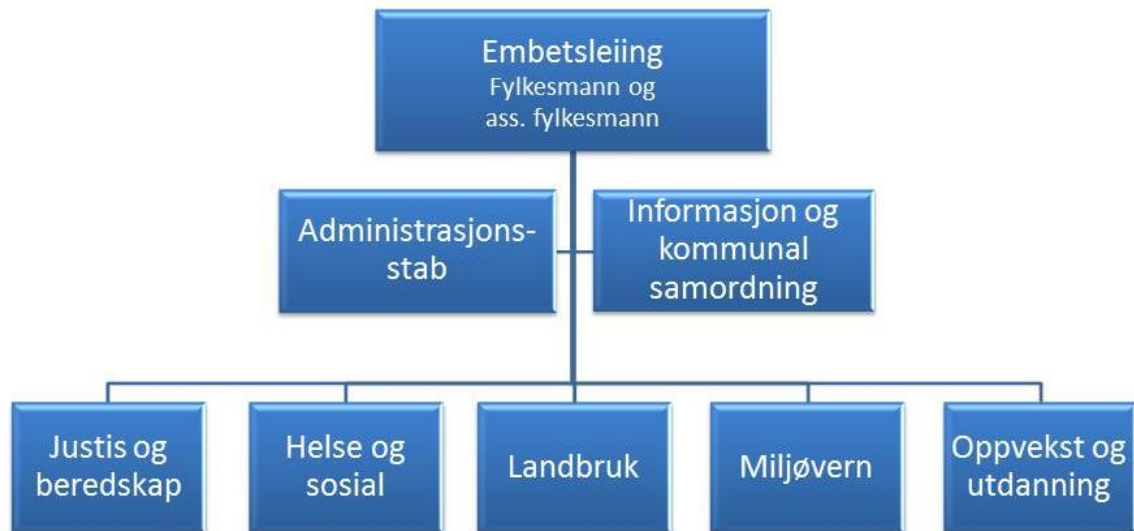 Embetsleiing
Fylkesmann og
ass. fylkesmann
Administrasjons-
stab
Informasjon og
kommunal
samordning
Justis og
beredskap
Helse og
sosial
Landbruk
Miljøvern
Oppvekst og
utdanning